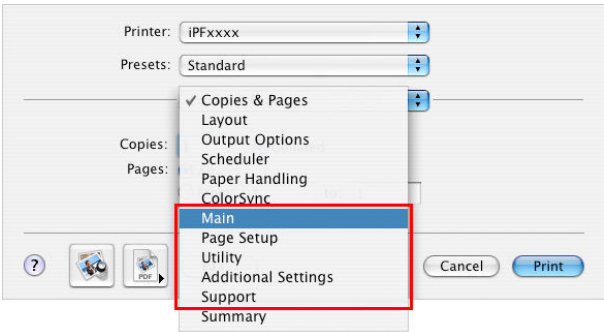 Printer: iPFxxxx
Presets: Standard
✓ Copies & Pages
Layout
Output Options
Copies:
Scheduler
Pages:
Paper Handling
ColorSync
Main
Page Setup
Utility
Additional Settings
Support
Summary
? PDF Cancel Print